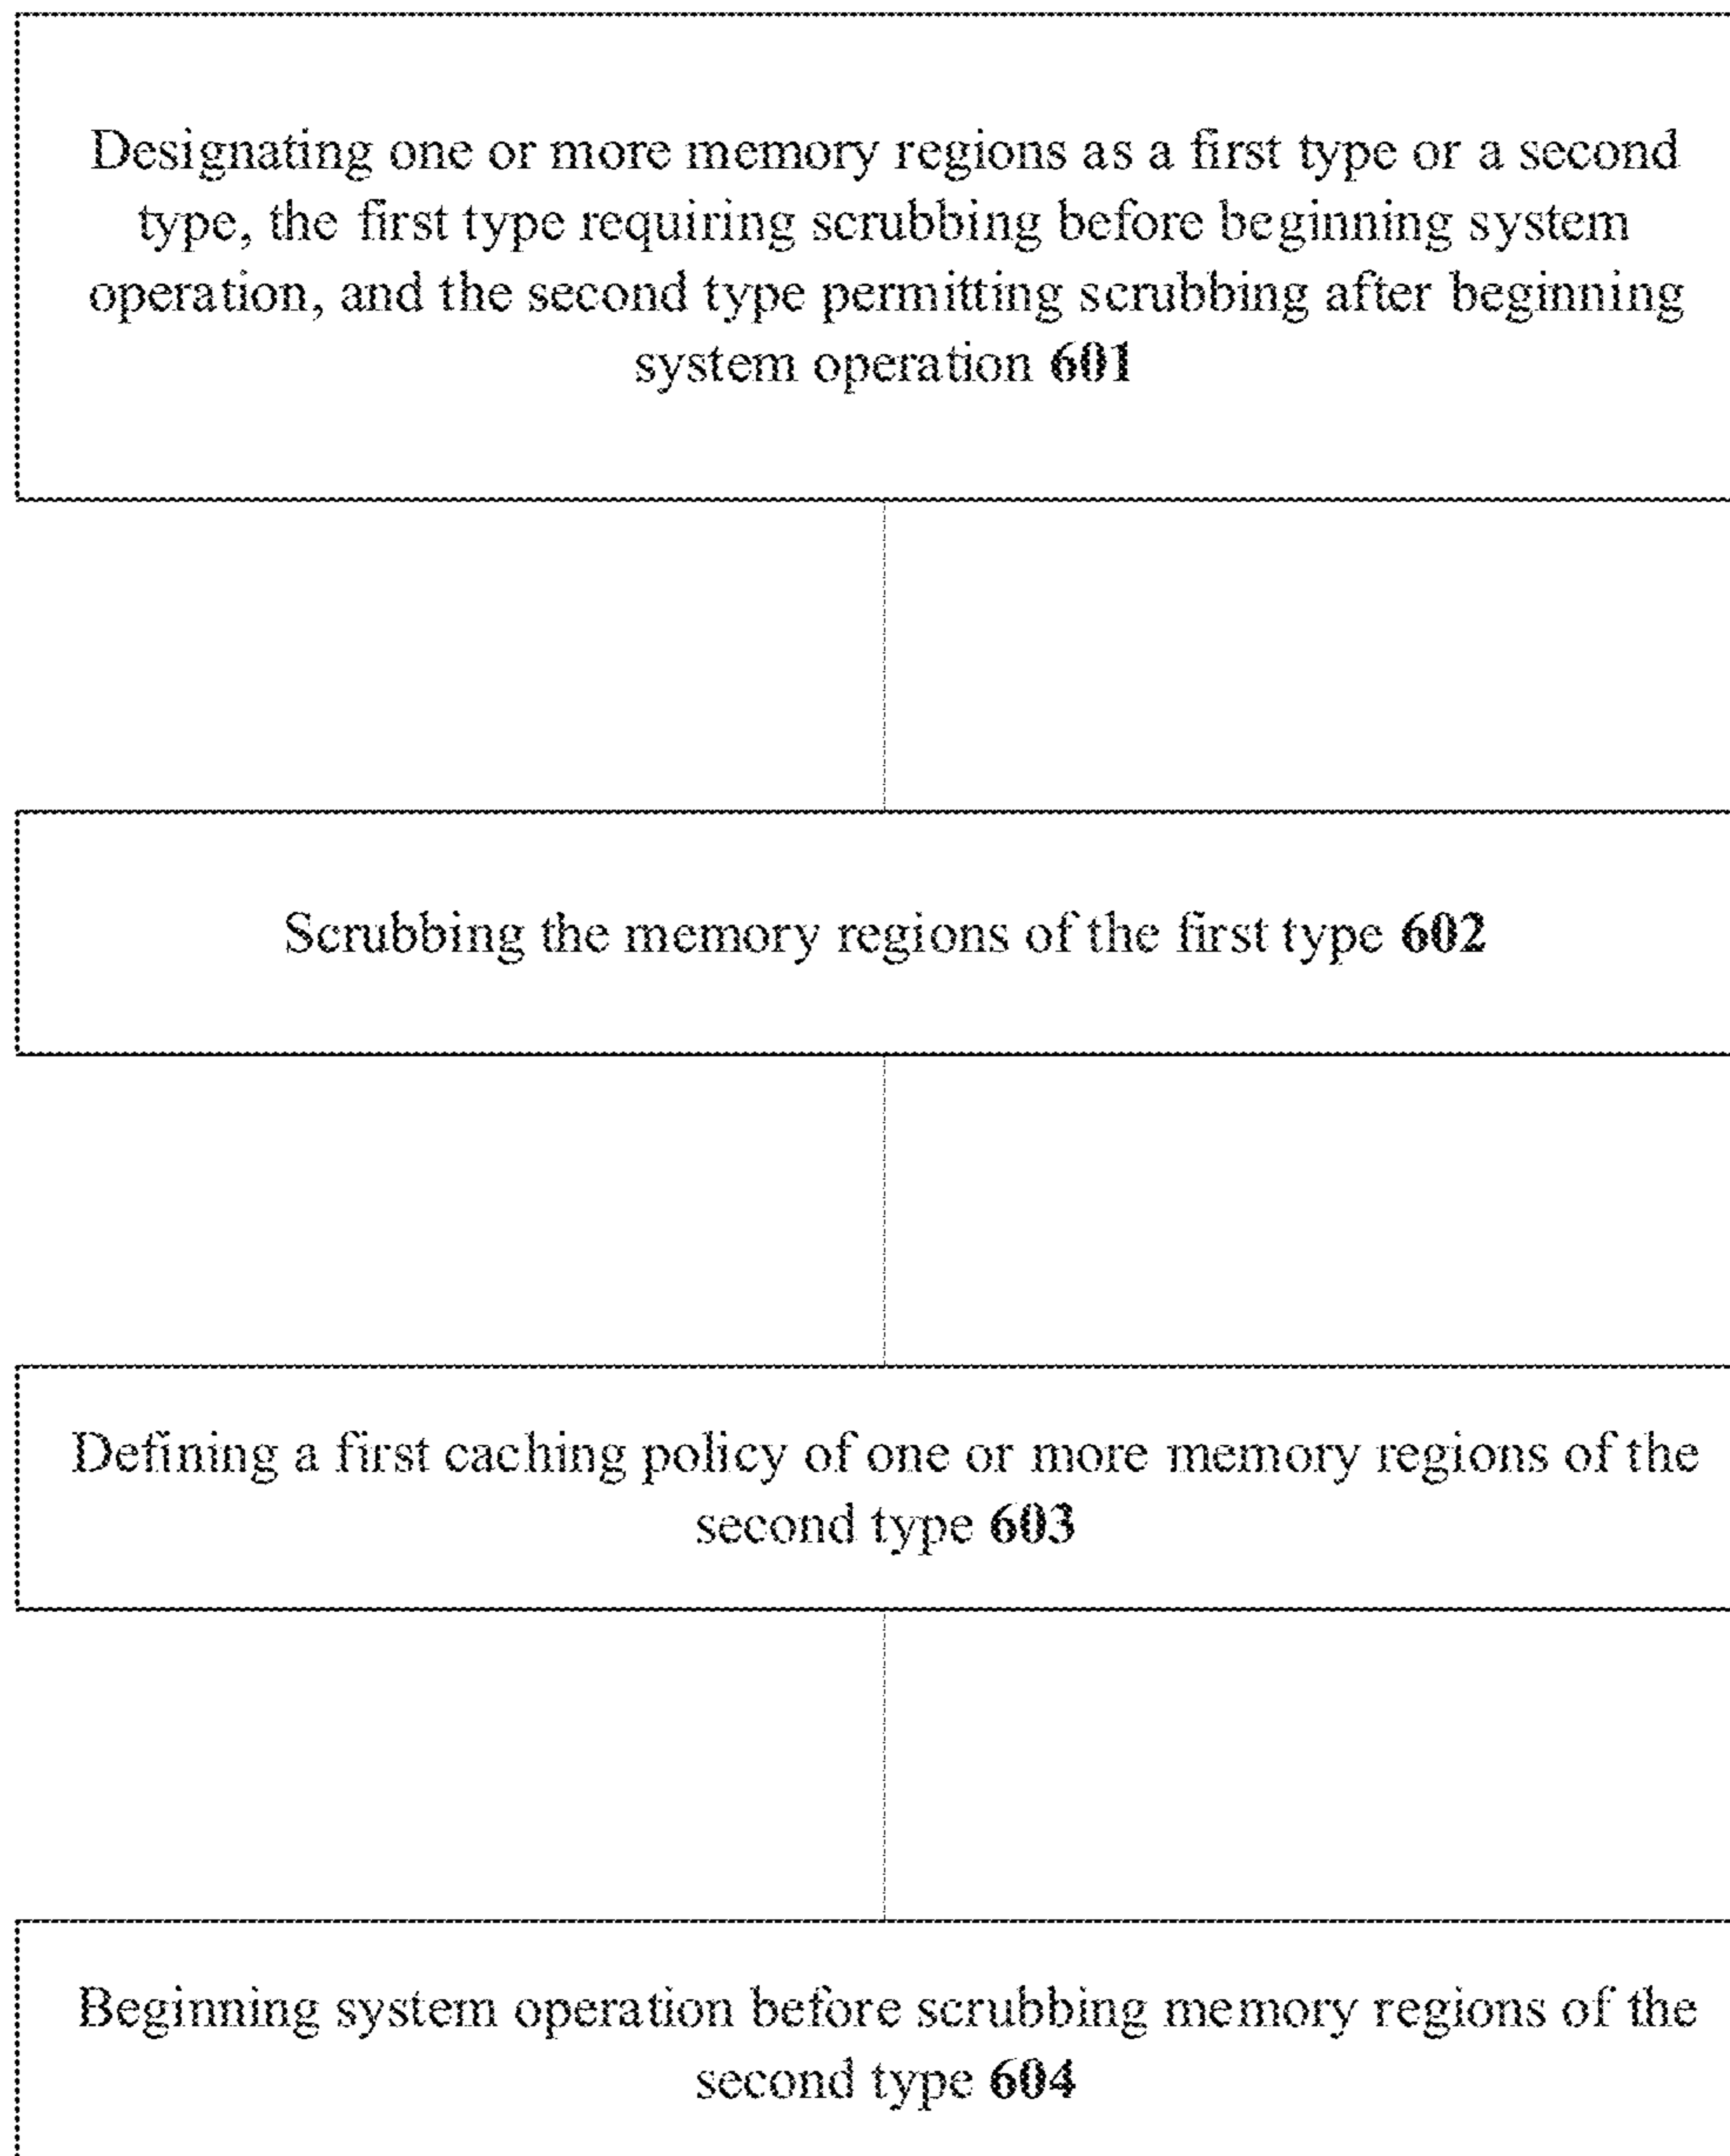 Designating one or more memory regions as a first type or a second
type, the first type requiring scrubbing before beginning system
operation, and the second type permitting scrubbing after beginning
system operation 601
Scrubbing the memory regions of the first type 602
Defining a first caching policy of one or more memory regions of the
second type 603
Beginning system operation before scrubbing memory regions of the
second type 604